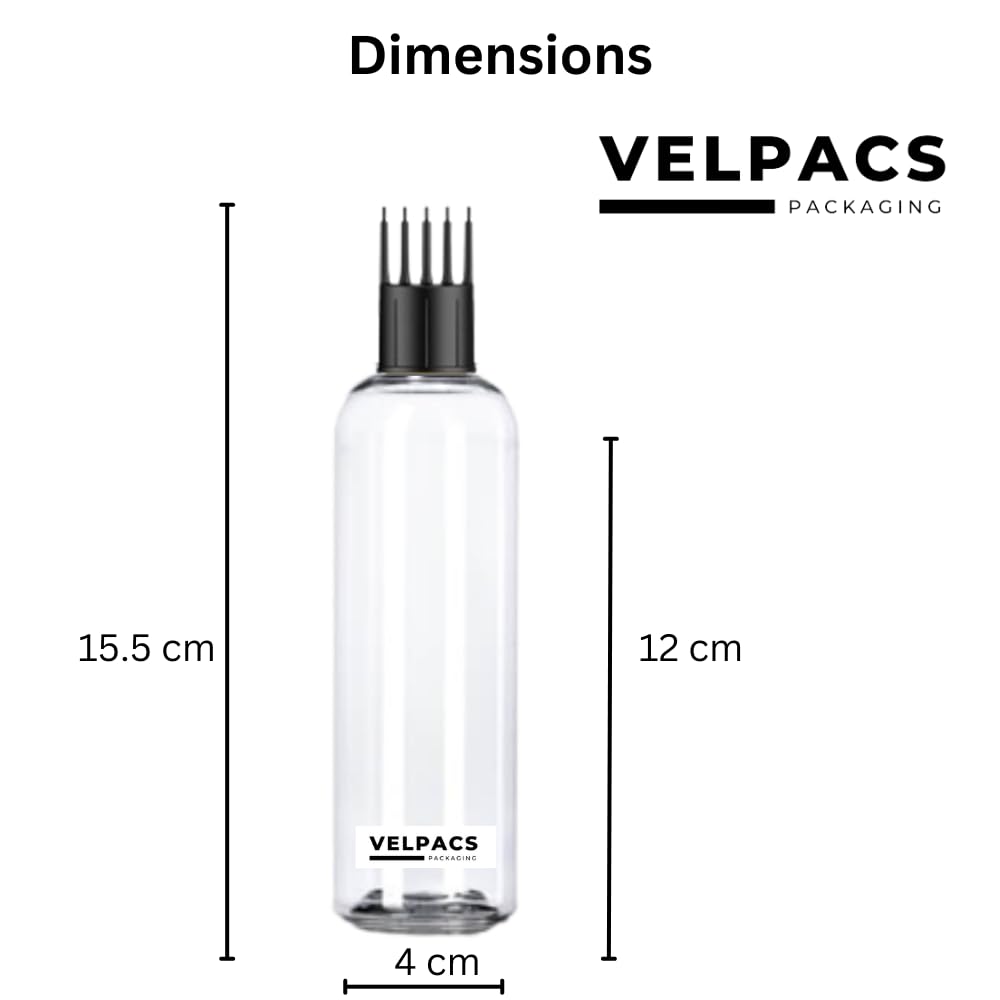 Dimensions
VELPACS
PACKAGING
15.5 cm
12 cm
VELPACS
PACKAGING
4 cm